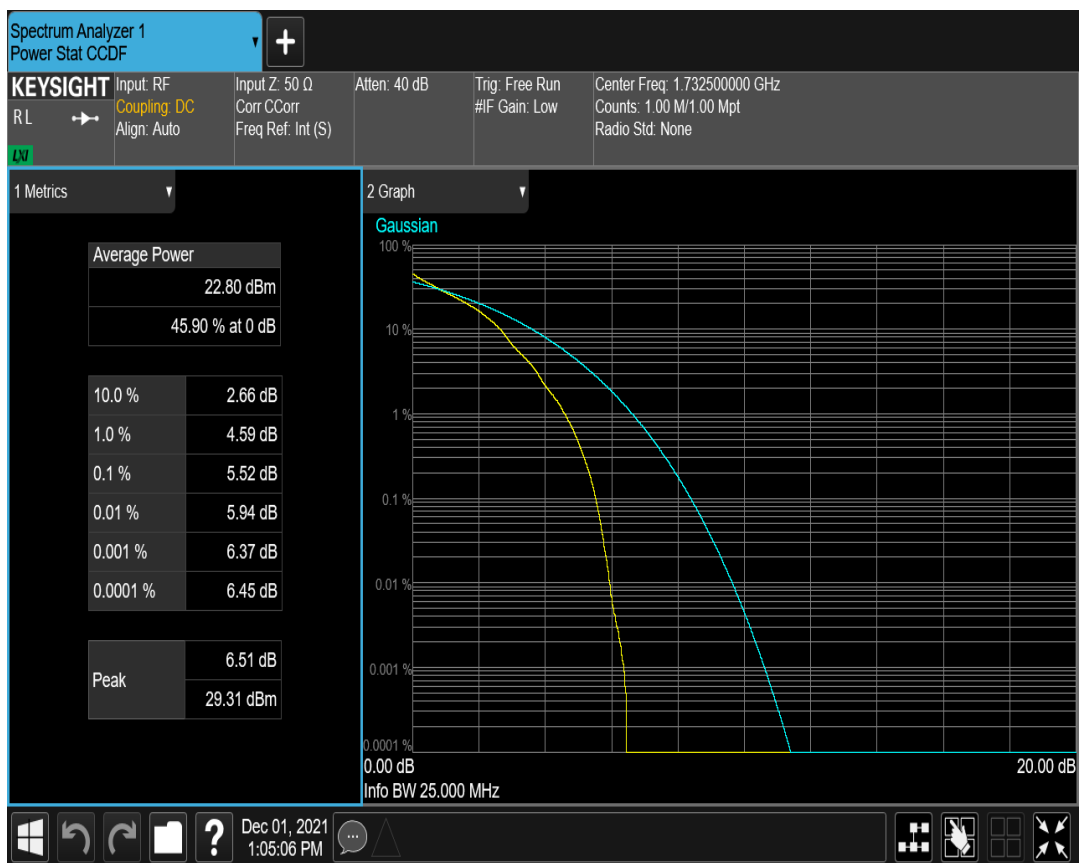 Spectrum Analyzer 1
Power Stat CCDF
KEYSIGHT
RL
LXI
Input: RF
Coupling: DC
Align: Auto
Input Z: 50 Ω
Corr CCorr
Freq Ref: Int (S)
Atten: 40 dB
Trig: Free Run
#IF Gain: Low
Center Freq: 1.732500000 GHz
Counts: 1.00 M/1.00 Mpt
Radio Std: None
1 Metrics
Average Power
22.80 dBm
45.90 % at 0 dB
10.0 % 2.66 dB
1.0 % 4.59 dB
0.1 % 5.52 dB
0.01 % 5.94 dB
0.001 % 6.37 dB
0.0001 % 6.45 dB
Peak
6.51 dB
29.31 dBm
2 Graph
Gaussian
100 %
10 %
1 %
0.1 %
0.01 %
0.001 %
0.0001 %
0.00 dB 20.00 dB
Info BW 25.000 MHz
?
Dec 01, 2021
1:05:06 PM